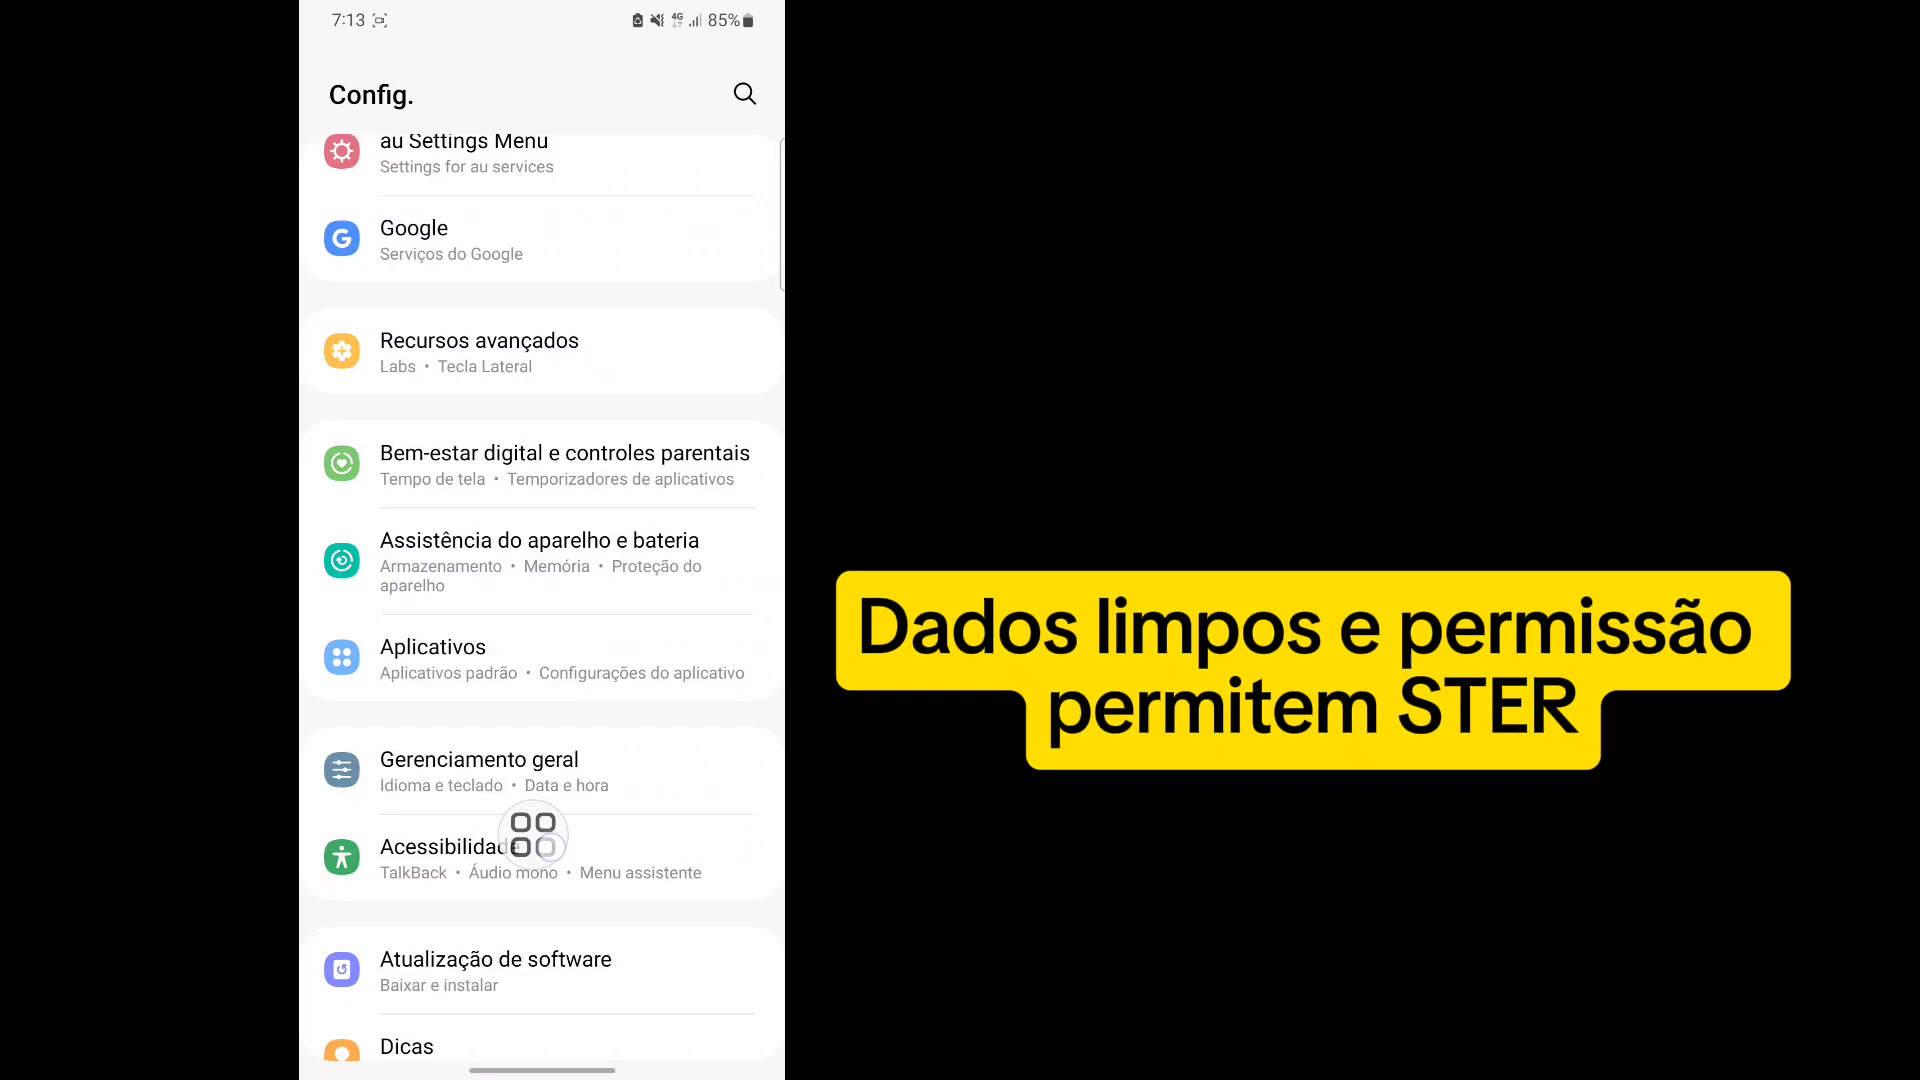 7:13
4G
85%
Config.
au Settings Menu
Settings for au services
Google
Serviços do Google
Recursos avançados
Labs • Tecla Lateral
Bem-estar digital e controles parentais
Tempo de tela • Temporizadores de aplicativos
Assistência do aparelho e bateria
Armazenamento • Memória • Proteção do
aparelho
Aplicativos
Aplicativos padrão • Configurações do aplicativo
Gerenciamento geral
Idioma e teclado • Data e hora
Acessibilidade
TalkBack • Áudio mono • Menu assistente
Atualização de software
Baixar e instalar
Dicas
Dados limpos e permissão
permitem STER